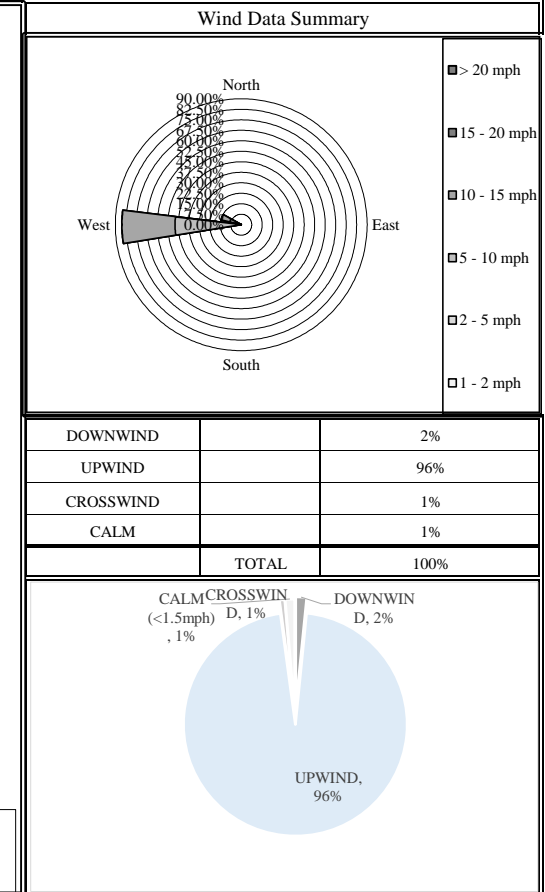 Wind Data Summary
North
90.00%
82.50%
75.00%
67.50%
60.00%
52.50%
45.00%
37.50%
30.00%
22.50%
15.00%
7.50%
0.00%
West
East
South
> 20 mph
15 - 20 mph
10 - 15 mph
5 - 10 mph
2 - 5 mph
1 - 2 mph
DOWNWIND 2%
UPWIND 96%
CROSSWIND 1%
CALM 1%
TOTAL 100%
CALM
(<1.5mph)
, 1%
CROSSWIN
D, 1%
DOWNWIN
D, 2%
UPWIND,
96%